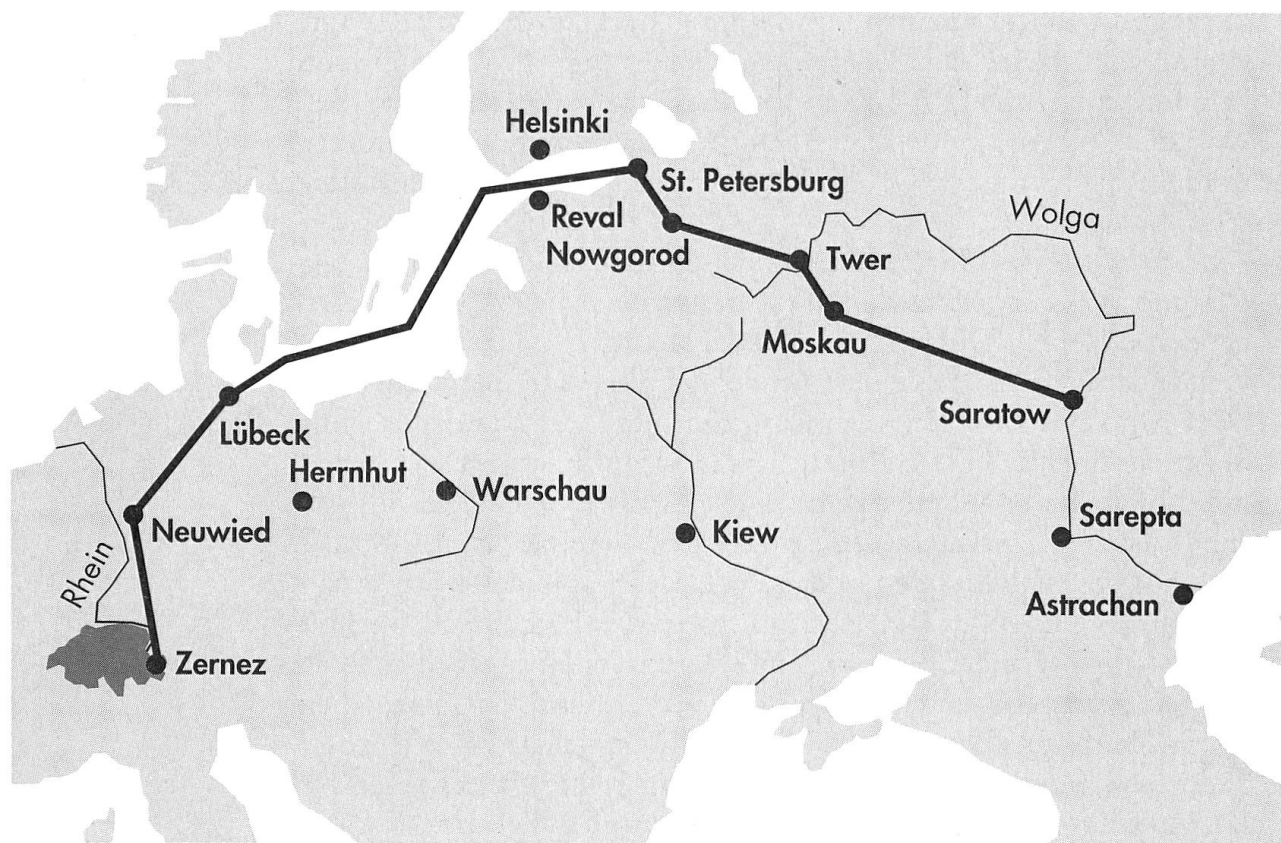 Helsinki
St. Petersburg
Reval
Nowgorod
Wolga
Twer
Moskau
Saratow
Lübeck
Herrnhut
Warschau
Neuwied
Kiew
Sarepta
Rhein
Astrachan
Zernez